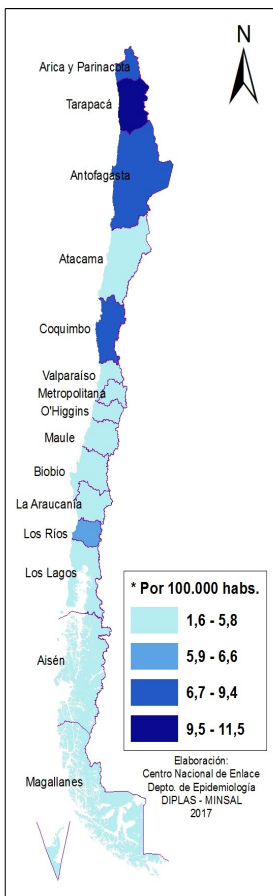 N
Arica y Parinacota
Tarapacá
Antofagasta
Atacama
Coquimbo
Valparaíso
Metropolitana
O'Higgins
Maule
Biobío
La Araucanía
Los Ríos
Los Lagos
Aisén
Magallanes
* Por 100.000 habs.
1,6 - 5,8
5,9 - 6,6
6,7 - 9,4
9,5 - 11,5
Elaboración:
Centro Nacional de Enlace
Depto. de Epidemiología
DIPLAS - MINSAL
2017